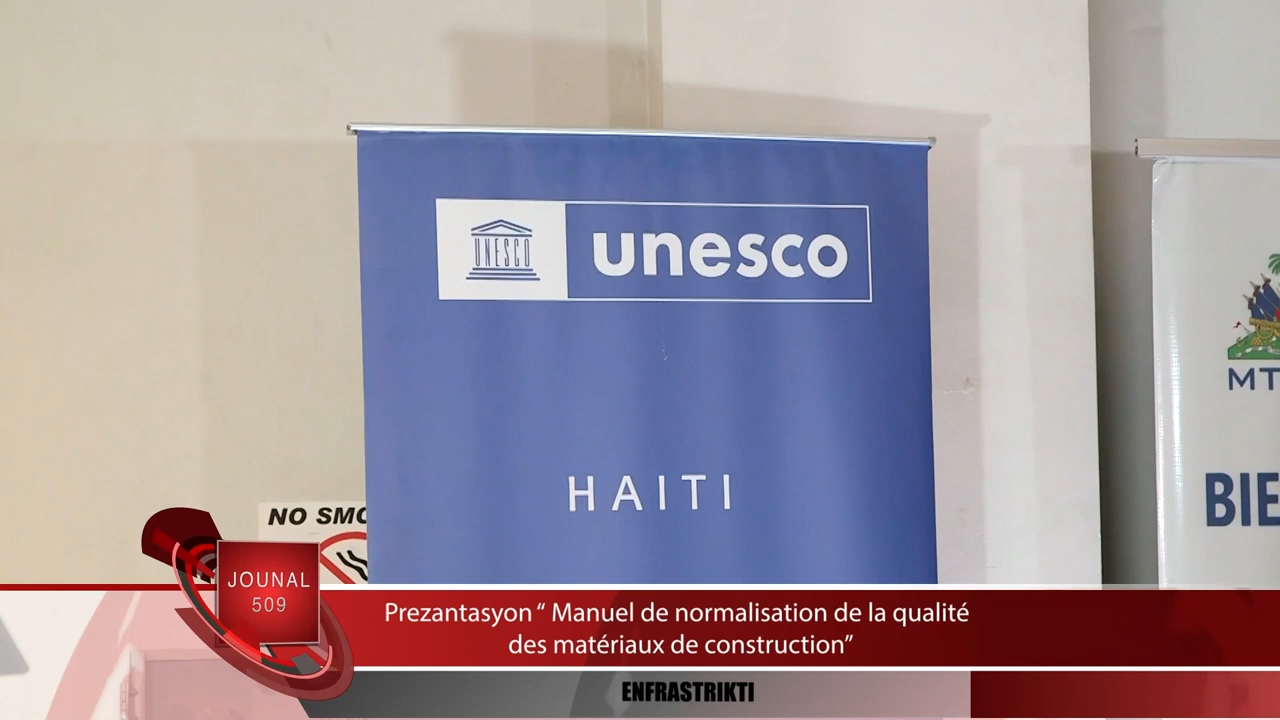 UNESCO
unesco
HAITI
MT
BIE
NO SMO
JOUNAL
509
Prezantasyon “ Manuel de normalisation de la qualité
des matériaux de construction”
ENFRASTRIKTI